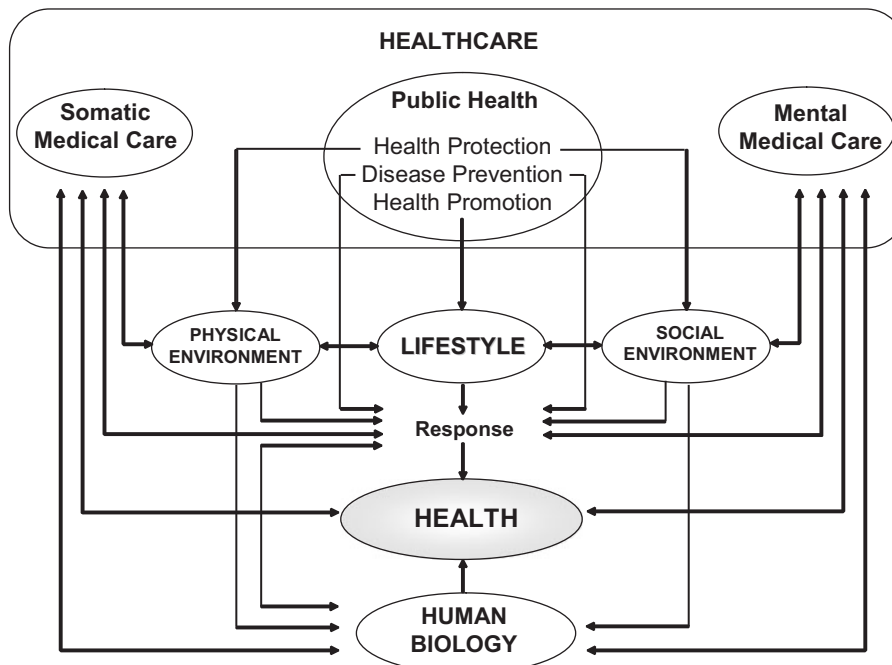 HEALTHCARE
Somatic
Medical Care
Public Health
Health Protection
Disease Prevention
Health Promotion
Mental
Medical Care
PHYSICAL
ENVIRONMENT
LIFESTYLE
SOCIAL
ENVIRONMENT
Response
HEALTH
HUMAN
BIOLOGY